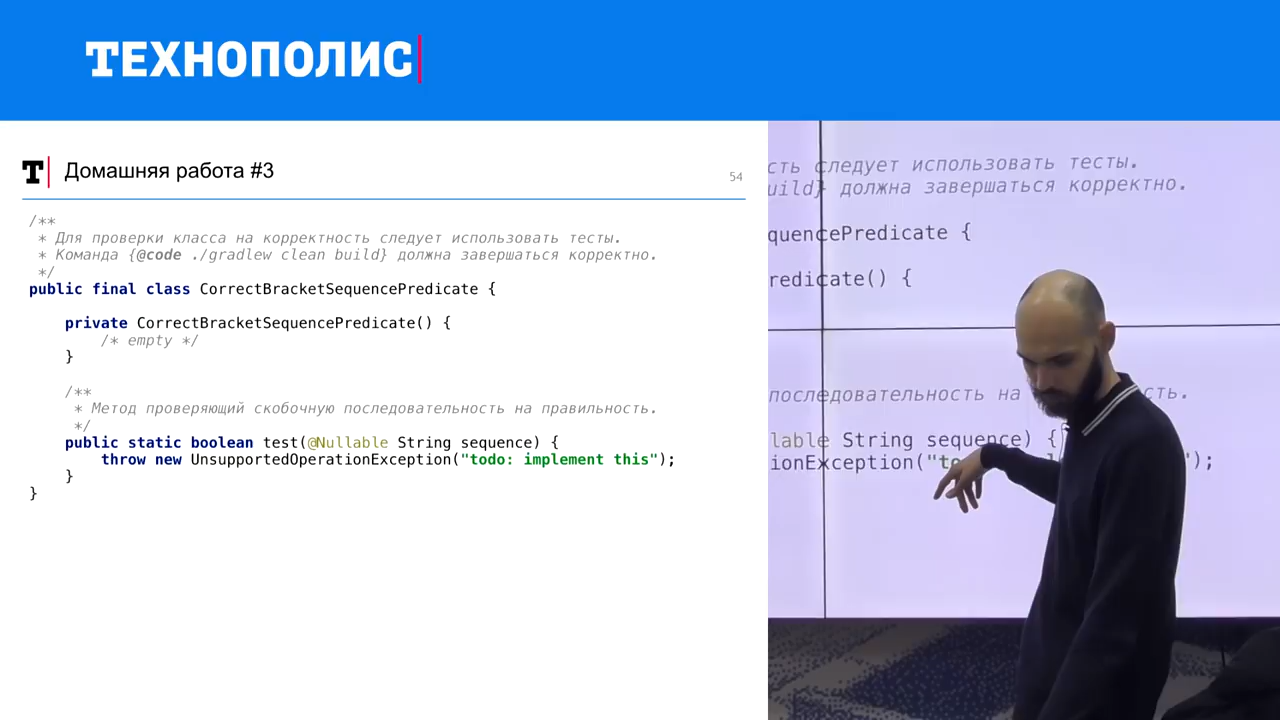 ТЕХНОПОЛИС
Т Домашняя работа #3
54
/**
 * Для проверки класса на корректность следует использовать тесты.
 * Команда {@code ./gradlew clean build} должна завершаться корректно.
 */
public final class CorrectBracketSequencePredicate {
    private CorrectBracketSequencePredicate() {
        /* empty */
    }
    /**
     * Метод проверяющий скобочную последовательность на правильность.
     */
    public static boolean test(@Nullable String sequence) {
        throw new UnsupportedOperationException("todo: implement this");
    }
}
сть следует использовать тесты.
uild} должна завершаться корректно.
quencePredicate {
redicate() {
последовательность на сть.
lable String sequence) {
ionException("to ");